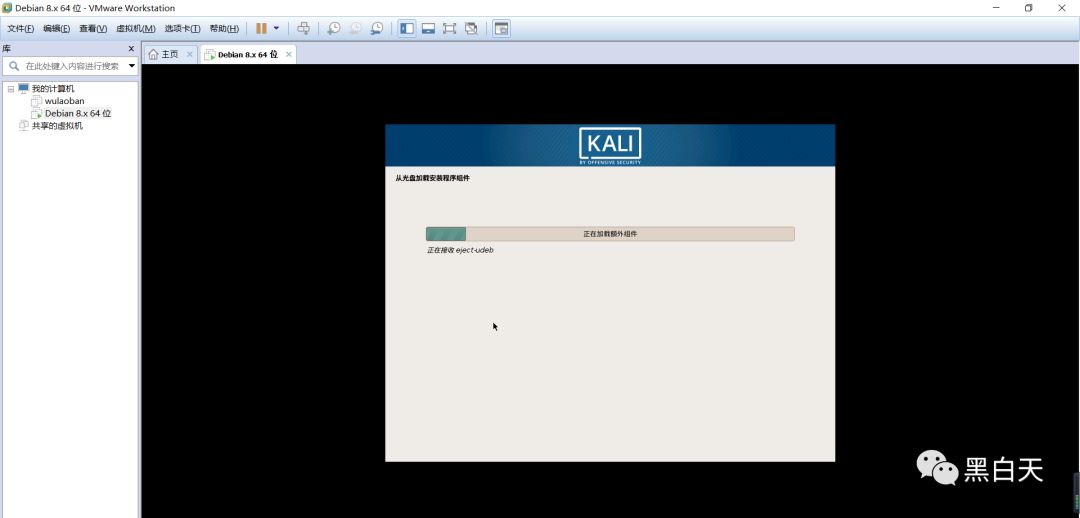 Debian 8.x 64 位 - VMware Workstation
文件(F) 编辑(E) 查看(V) 虚拟机(M) 选项卡(T) 帮助(H)
库
在此处键入内容进行搜索
主页 Debian 8.x 64 位
我的计算机
wulaoban
Debian 8.x 64 位
共享的虚拟机
KALI
BY OFFENSIVE SECURITY
从光盘加载安装程序组件
正在加载额外组件
正在接收 eject-udeb
黑白天